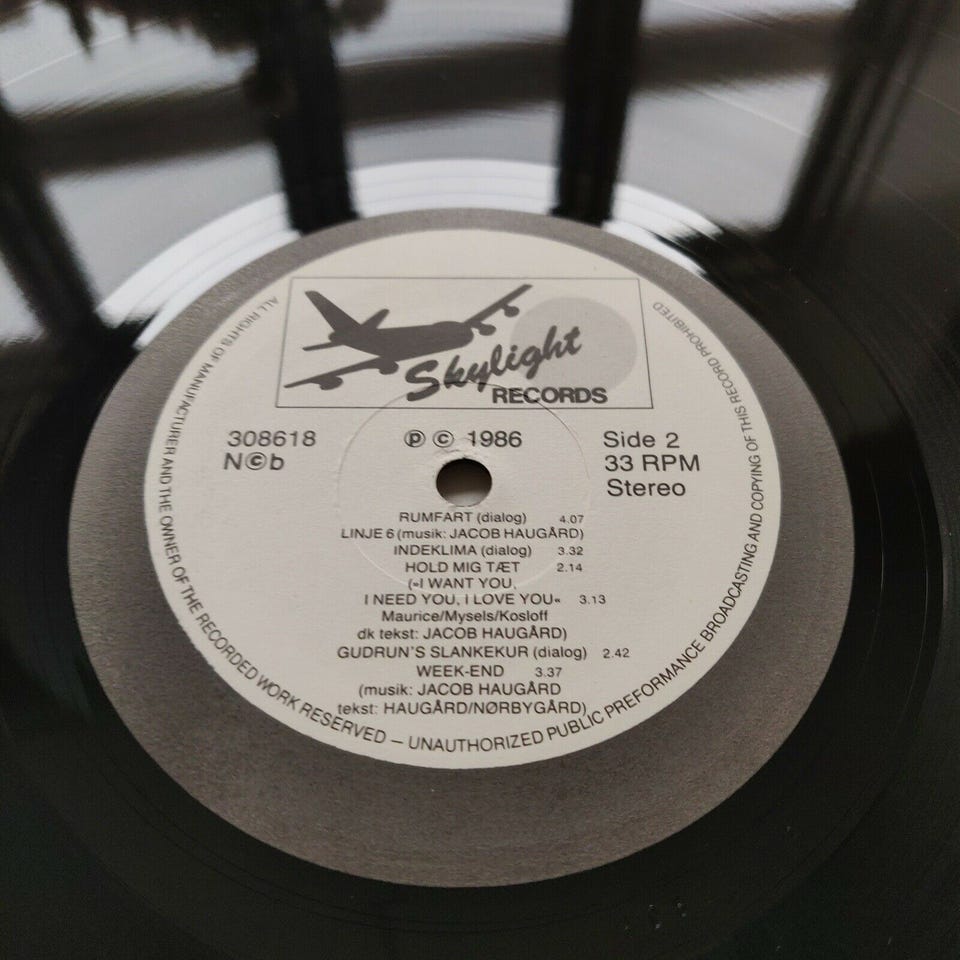 Skylight
RECORDS
308618
N©b
℗ © 1986
Side 2
33 RPM
Stereo
RUMFART (dialog) 4.07
LINJE 6 (musik: JACOB HAUGÅRD)
INDEKLIMA (dialog) 3.32
HOLD MIG TÆT 2.14
(»I WANT YOU,
I NEED YOU, I LOVE YOU« 3.13
Maurice/Mysels/Kosloff
dk tekst: JACOB HAUGÅRD)
GUDRUN'S SLANKEKUR (dialog) 2.42
WEEK-END 3.37
(musik: JACOB HAUGÅRD
tekst: HAUGÅRD/NØRBYGÅRD)
ALL RIGHTS OF MANUFACTURER AND THE OWNER OF THE RECORDED WORK RESERVED – UNAUTHORIZED PUBLIC PREFORMANCE BROADCASTING AND COPYING OF THIS RECORD PROHIBITED